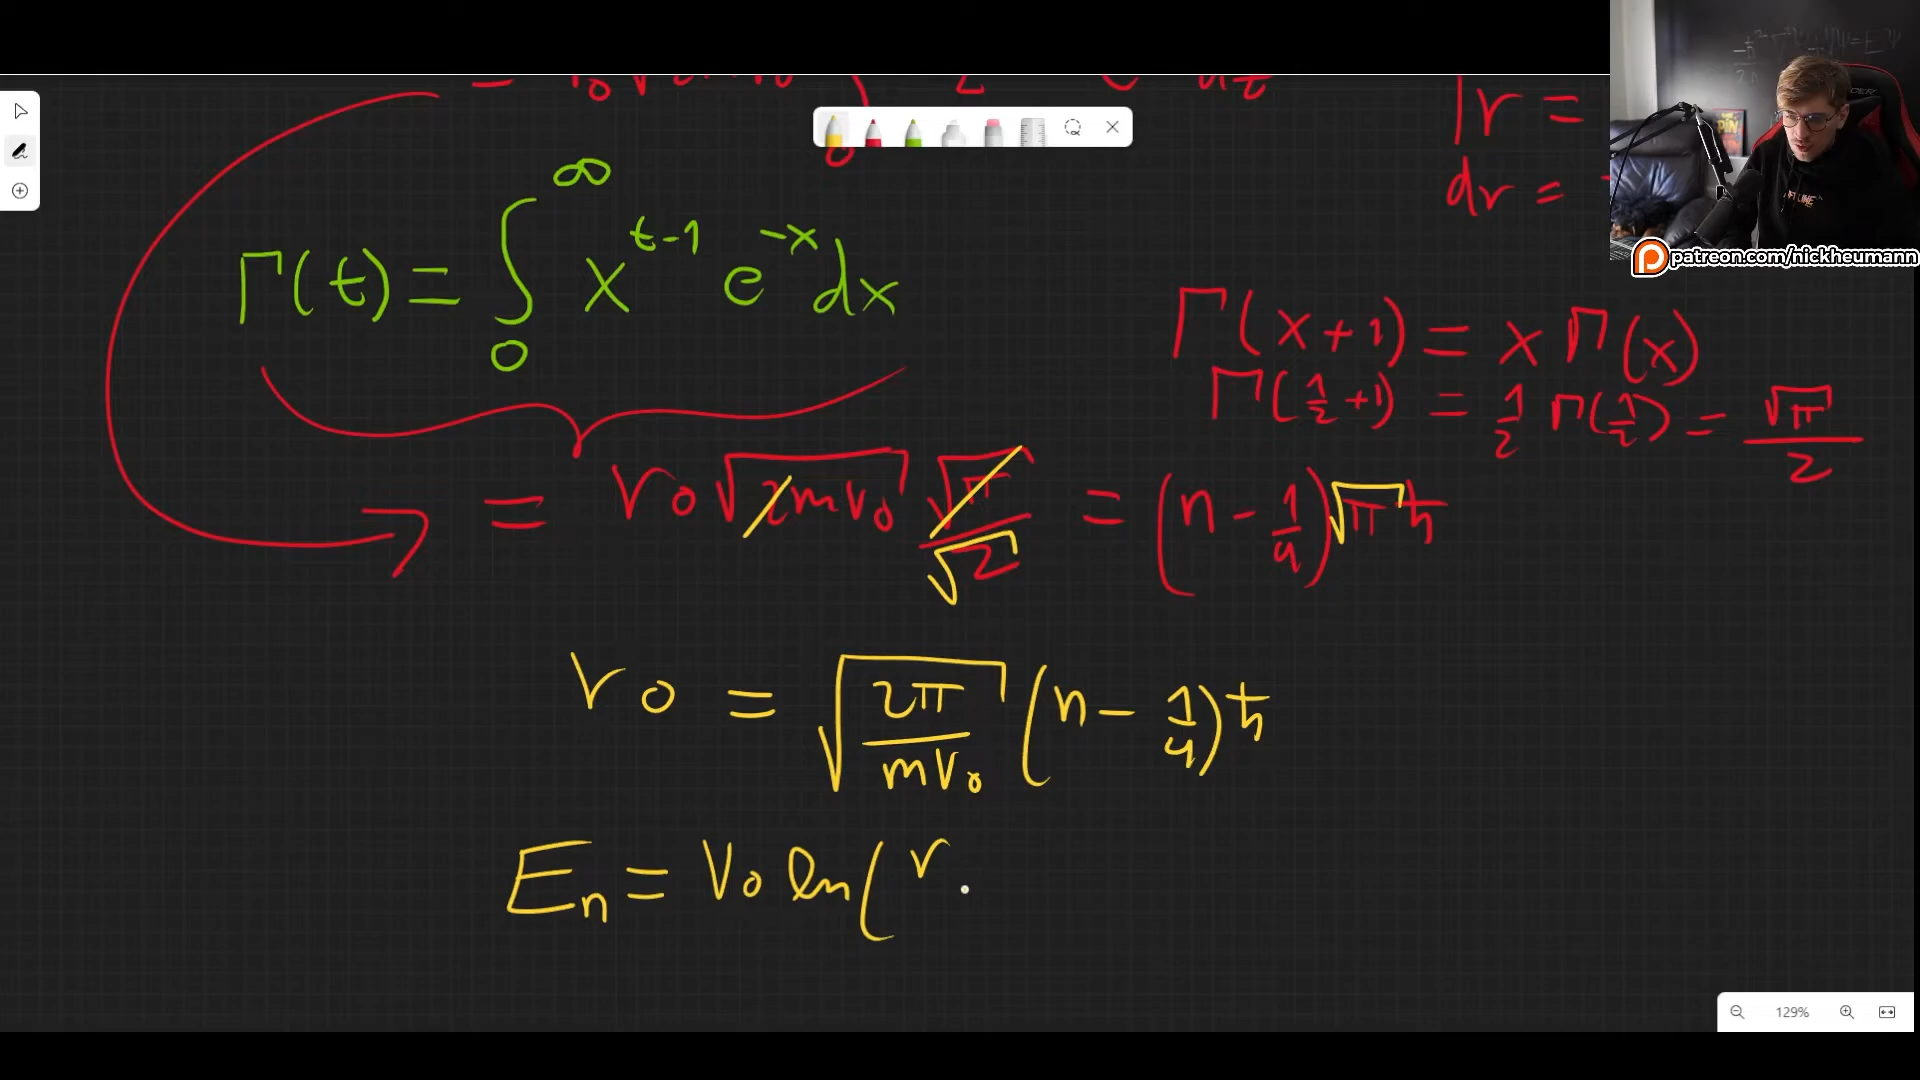 |r =
dr =
patreon.com/nickheumann
Γ(t) = ∫₀^∞ x^(t-1) e^(-x) dx
Γ(x+1) = x Γ(x)
Γ(1/2 +1) = 1/2 Γ(1/2) = √π/2
= r₀ √(2mV₀) √π/√2 = (n - 1/4) √π ħ
r₀ = √(2π/mV₀) (n - 1/4) ħ
Eₙ = V₀ ln( r
129%